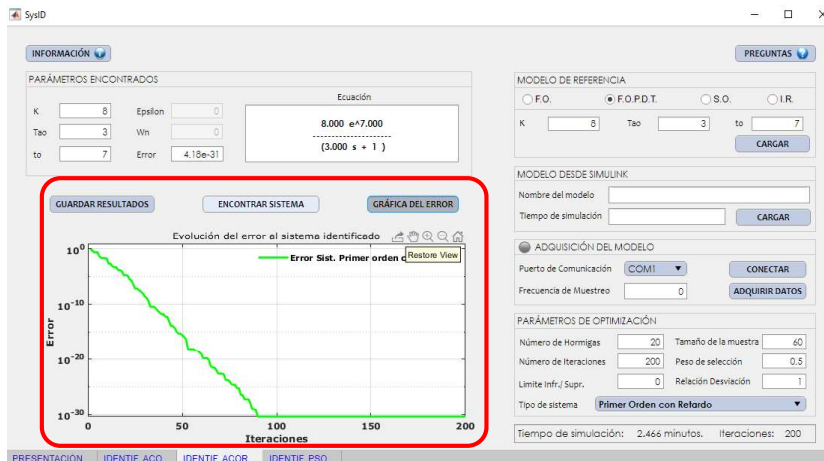 SysID
INFORMACIÓN
PREGUNTAS
PARÁMETROS ENCONTRADOS
K 8 Epsilon 0
Tao 3 Wn 0
to 7 Error 4.18e-31
Ecuación
8.000 e^7.000
--------------------
(3.000 s + 1 )
GUARDAR RESULTADOS
ENCONTRAR SISTEMA
GRÁFICA DEL ERROR
Evolución del error al sistema identificado
Error Sist. Primer orden
Restore View
Error
10^0
10^-10
10^-20
10^-30
0 50 100 150 200
Iteraciones
MODELO DE REFERENCIA
F.O. F.O.P.D.T. S.O. I.R.
K 8 Tao 3 to 7
CARGAR
MODELO DESDE SIMULINK
Nombre del modelo
Tiempo de simulación
CARGAR
ADQUISICIÓN DEL MODELO
Puerto de Comunicación COM1
CONECTAR
Frecuencia de Muestreo 0
ADQUIRIR DATOS
PARÁMETROS DE OPTIMIZACIÓN
Número de Hormigas 20 Tamaño de la muestra 60
Número de Iteraciones 200 Peso de selección 0.5
Limite Infr./ Supr. 0 Relación Desviación 1
Tipo de sistema Primer Orden con Retardo
Tiempo de simulación: 2.466 minutos. Iteraciones: 200
PRESENTACION IDENTIF_ACO IDENTIF_ACOR IDENTIF_PSO